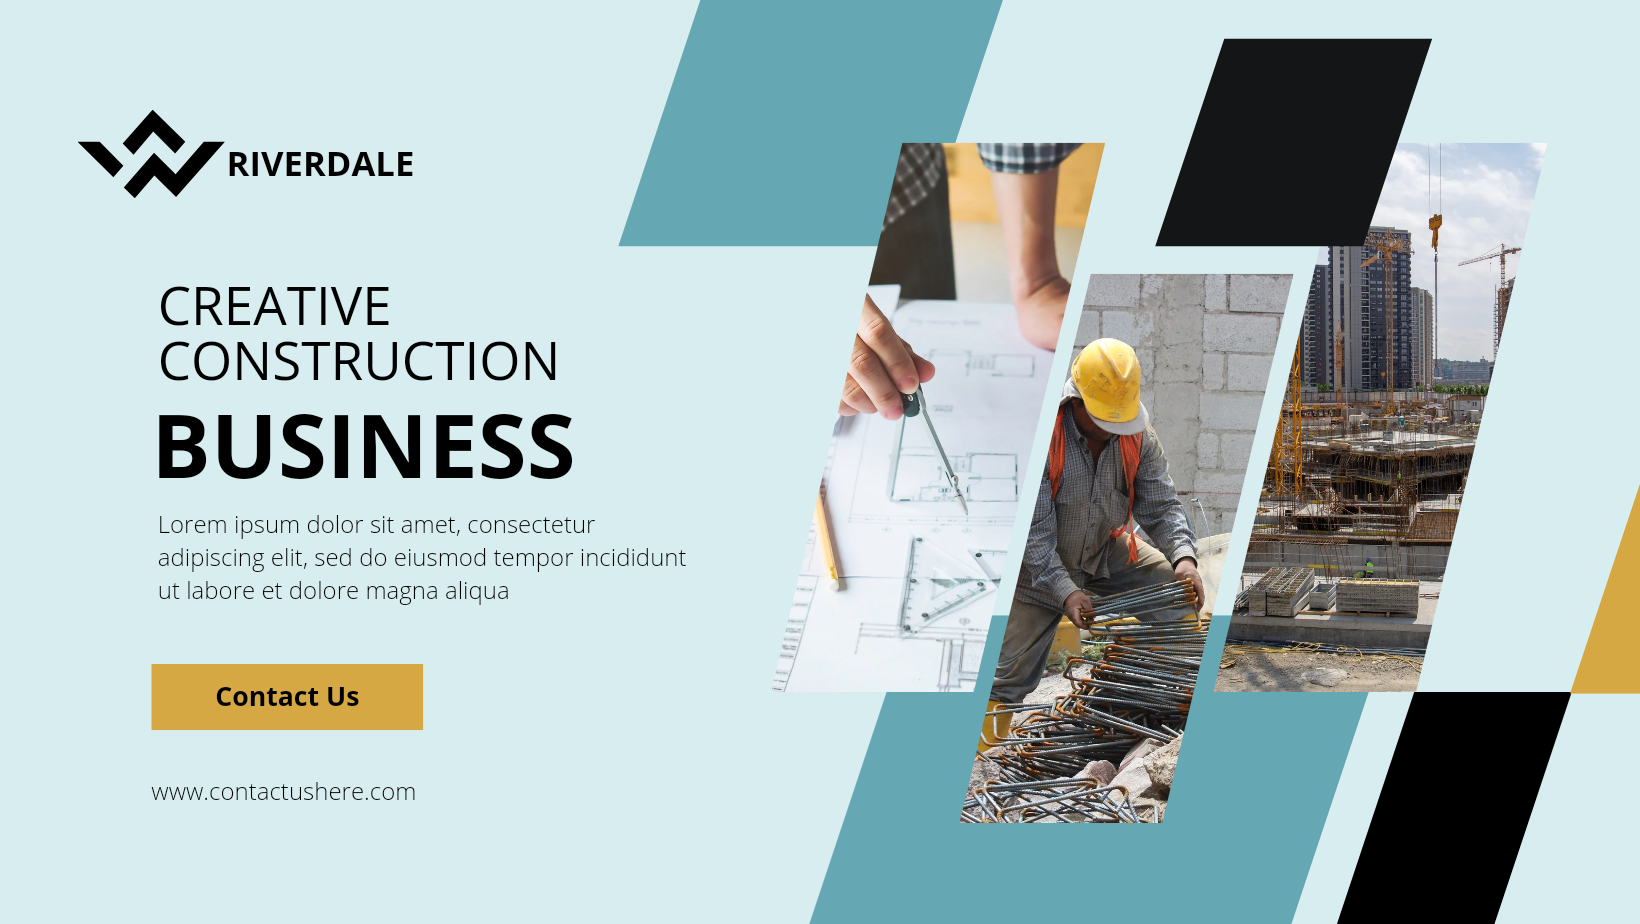 RIVERDALE
CREATIVE
CONSTRUCTION
BUSINESS
Lorem ipsum dolor sit amet, consectetur
adipiscing elit, sed do eiusmod tempor incididunt
ut labore et dolore magna aliqua
Contact Us
www.contactushere.com